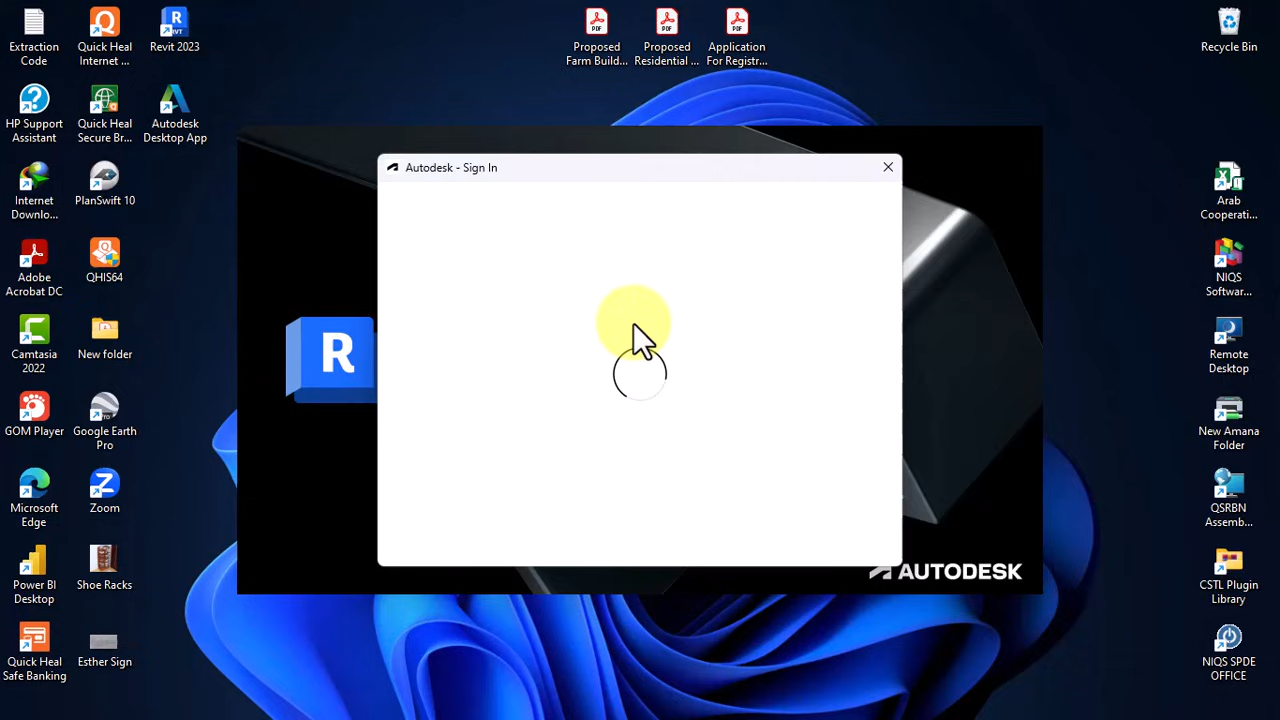 Extraction
Code
Quick Heal
Internet ...
Revit 2023
Proposed
Farm Build...
Proposed
Residential ...
Application
For Registr...
Recycle Bin
HP Support
Assistant
Quick Heal
Secure Br...
Autodesk
Desktop App
Autodesk - Sign In
Internet
Downlo...
PlanSwift 10
Arab
Cooperati...
Adobe
Acrobat DC
QHIS64
NIQS
Softwar...
Camtasia
2022
New folder
R
Remote
Desktop
GOM Player
Google Earth
Pro
New Amana
Folder
Microsoft
Edge
Zoom
QSRBN
Assemb...
Power BI
Desktop
Shoe Racks
AUTODESK
CSTL Plugin
Library
Quick Heal
Safe Banking
Esther Sign
NIQS SPDE
OFFICE